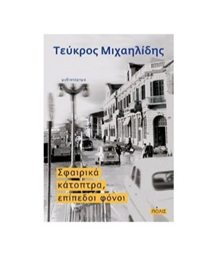 Τεύκρος Μιχαηλίδης
μυθιστόρημα
Σφαιρικά
κάτοπτρα,
επίπεδοι φόνοι
ΠΟΛΙΣ